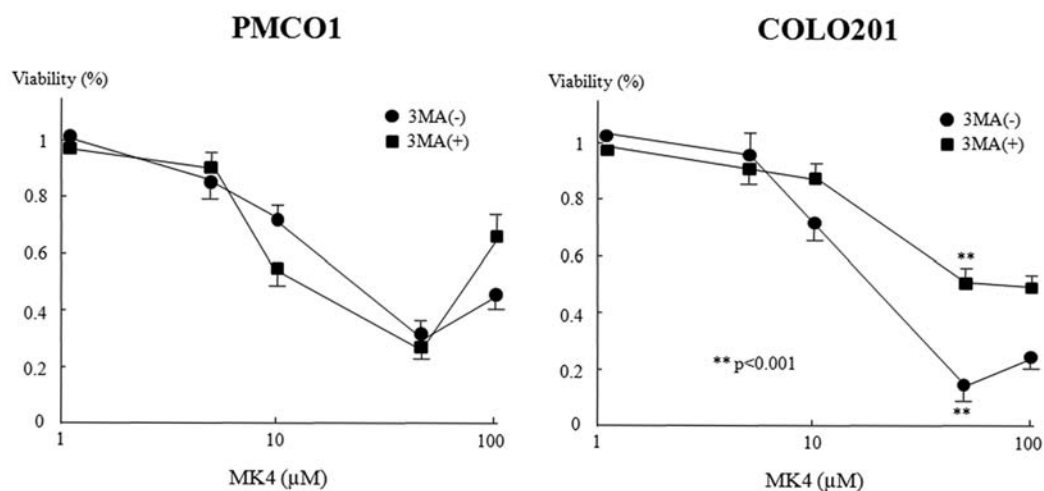 PMCO1
Viability (%)
3MA(-)
3MA(+)
1
0.8
0.6
0.4
0.2
0
1
10
100
MK4 (µM)
COLO201
Viability (%)
3MA(-)
3MA(+)
1
0.8
0.6
0.4
0.2
0
**
** p<0.001
**
1
10
100
MK4 (µM)